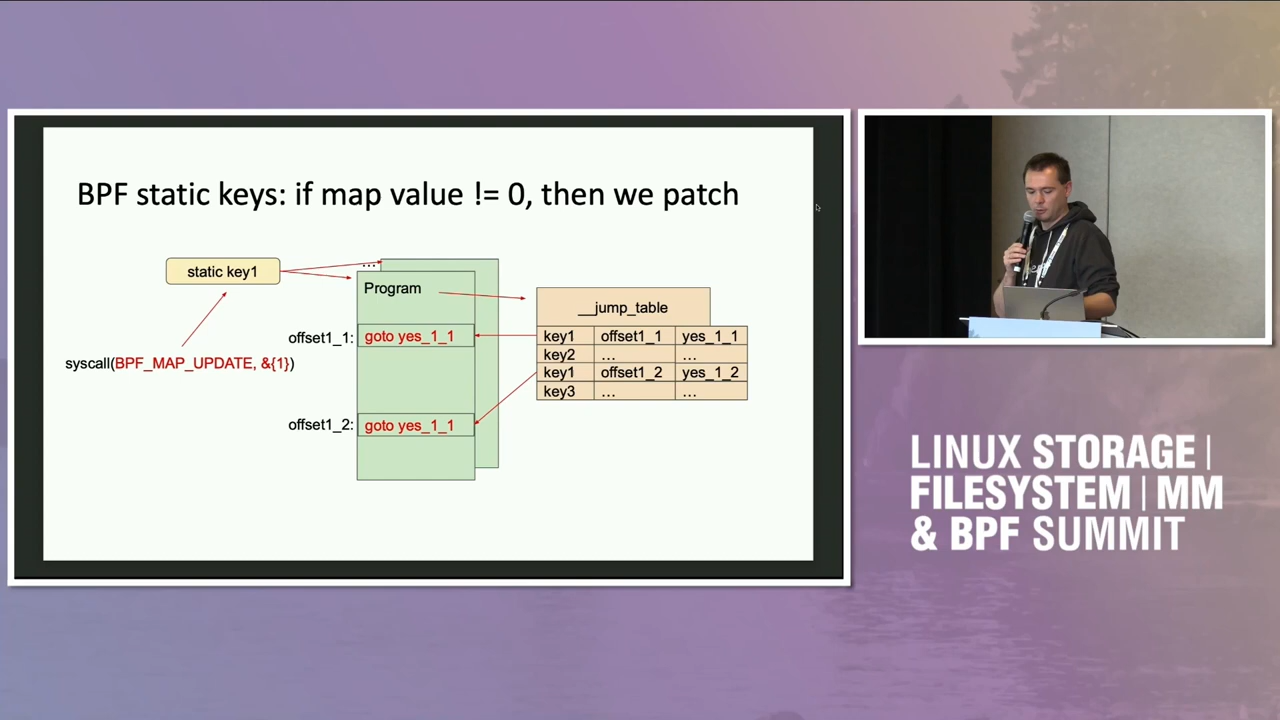 BPF static keys: if map value != 0, then we patch
static key1
...
Program
__jump_table
offset1_1:
goto yes_1_1
key1 offset1_1 yes_1_1
key2 ... ...
key1 offset1_2 yes_1_2
key3 ... ...
syscall(BPF_MAP_UPDATE, &{1})
offset1_2:
goto yes_1_1
LINUX STORAGE |
FILESYSTEM | MM
& BPF SUMMIT